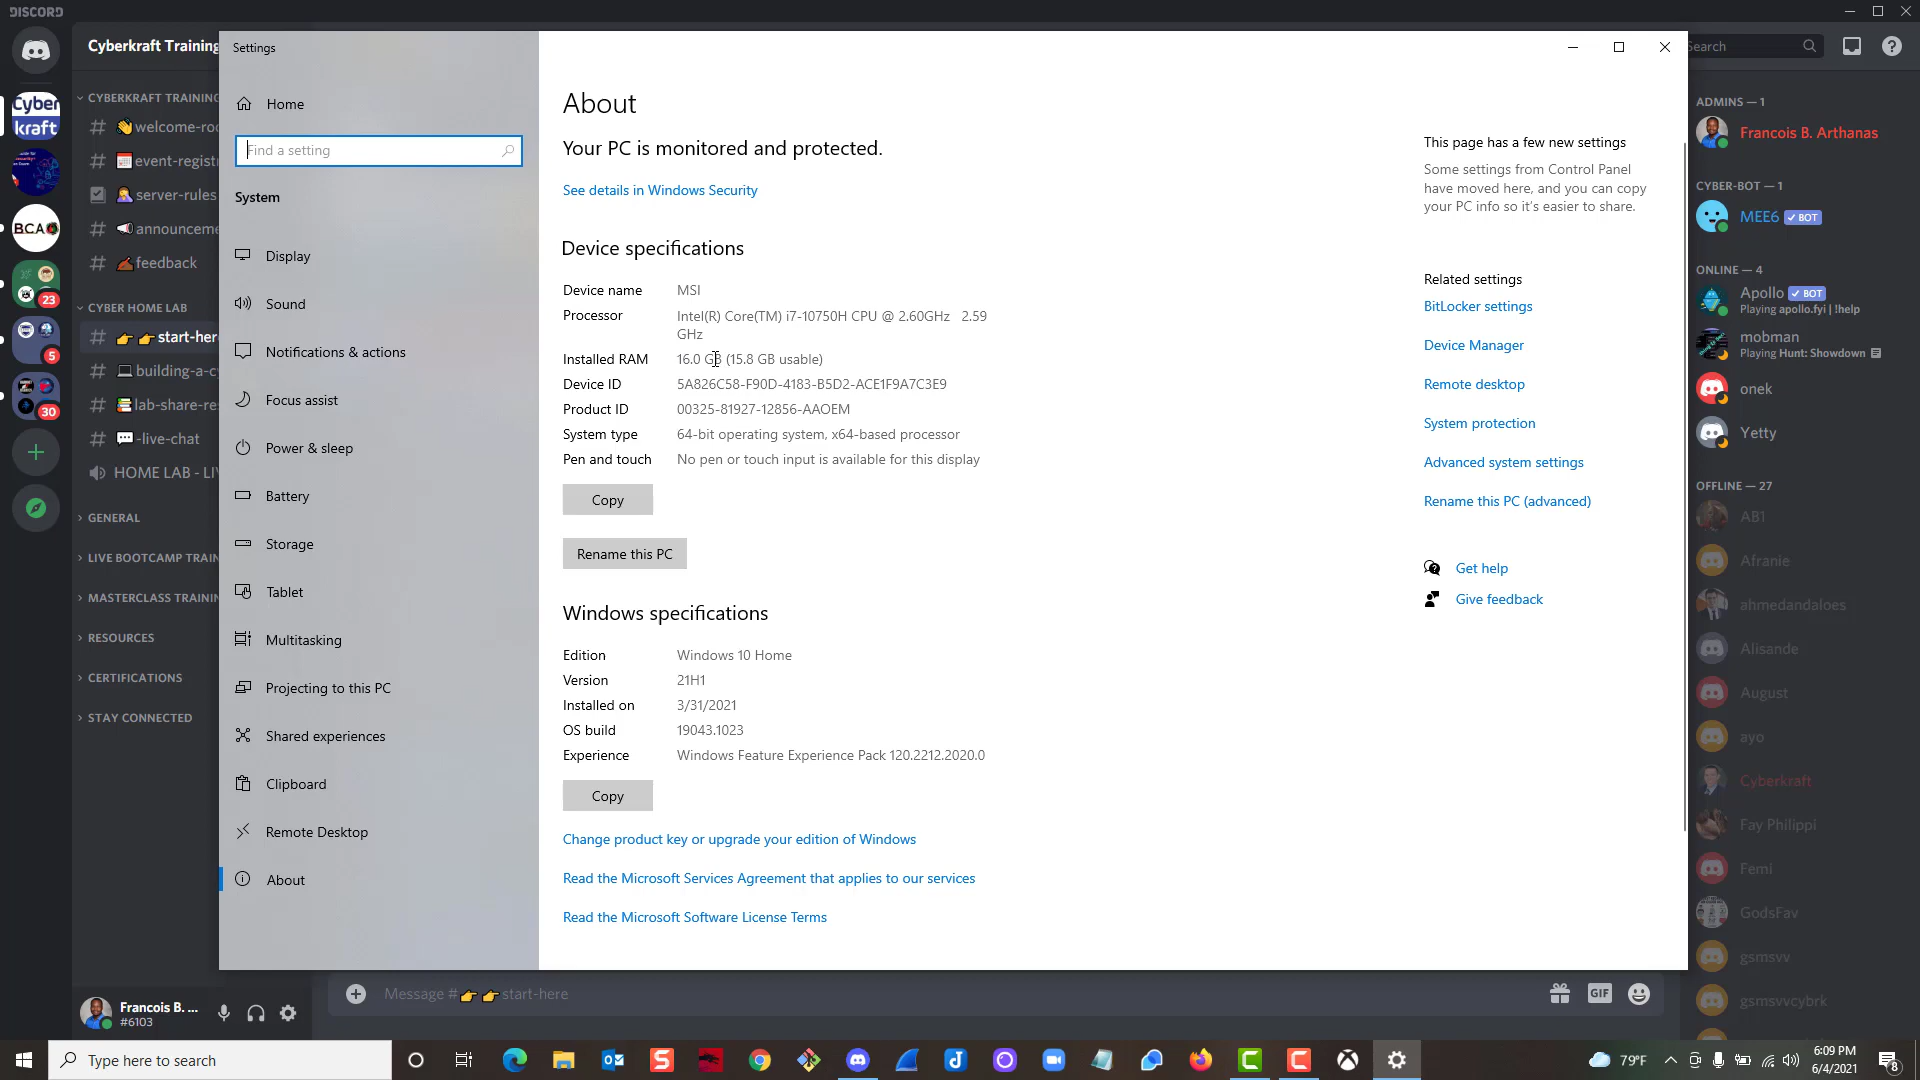 DISCORD
Cyberkraft Training
CYBERKRAFT TRAINING
welcome-roo
event-registr
server-rules
announceme
feedback
CYBER HOME LAB
start-here
building-a-c
lab-share-re
-live-chat
HOME LAB - LIV
GENERAL
LIVE BOOTCAMP TRAIN
MASTERCLASS TRAININ
RESOURCES
CERTIFICATIONS
STAY CONNECTED
Cyber
kraft
BCA
23
5
30
Francois B. ...
#6103
Settings
Home
Find a setting
System
Display
Sound
Notifications & actions
Focus assist
Power & sleep
Battery
Storage
Tablet
Multitasking
Projecting to this PC
Shared experiences
Clipboard
Remote Desktop
About
About
Your PC is monitored and protected.
See details in Windows Security
Device specifications
Device name MSI
Processor Intel(R) Core(TM) i7-10750H CPU @ 2.60GHz 2.59
GHz
Installed RAM 16.0 GB (15.8 GB usable)
Device ID 5A826C58-F90D-4183-B5D2-ACE1F9A7C3E9
Product ID 00325-81927-12856-AAOEM
System type 64-bit operating system, x64-based processor
Pen and touch No pen or touch input is available for this display
Copy
Rename this PC
Windows specifications
Edition Windows 10 Home
Version 21H1
Installed on 3/31/2021
OS build 19043.1023
Experience Windows Feature Experience Pack 120.2212.2020.0
Copy
Change product key or upgrade your edition of Windows
Read the Microsoft Services Agreement that applies to our services
Read the Microsoft Software License Terms
This page has a few new settings
Some settings from Control Panel
have moved here, and you can copy
your PC info so it's easier to share.
Related settings
BitLocker settings
Device Manager
Remote desktop
System protection
Advanced system settings
Rename this PC (advanced)
Get help
Give feedback
Search
ADMINS — 1
Francois B. Arthanas
CYBER-BOT — 1
MEE6 ✓ BOT
ONLINE — 4
Apollo ✓ BOT
Playing apollo.fyi | !help
mobman
Playing Hunt: Showdown
onek
Yetty
OFFLINE — 27
AB1
Afranie
ahmedandaloes
Alisande
August
ayo
Cyberkraft
Fay Philippi
Femi
GodsFav
gsmsvv
gsmsvvcybrk
Message # start-here
GIF
Type here to search
79°F
6:09 PM
6/4/2021
8